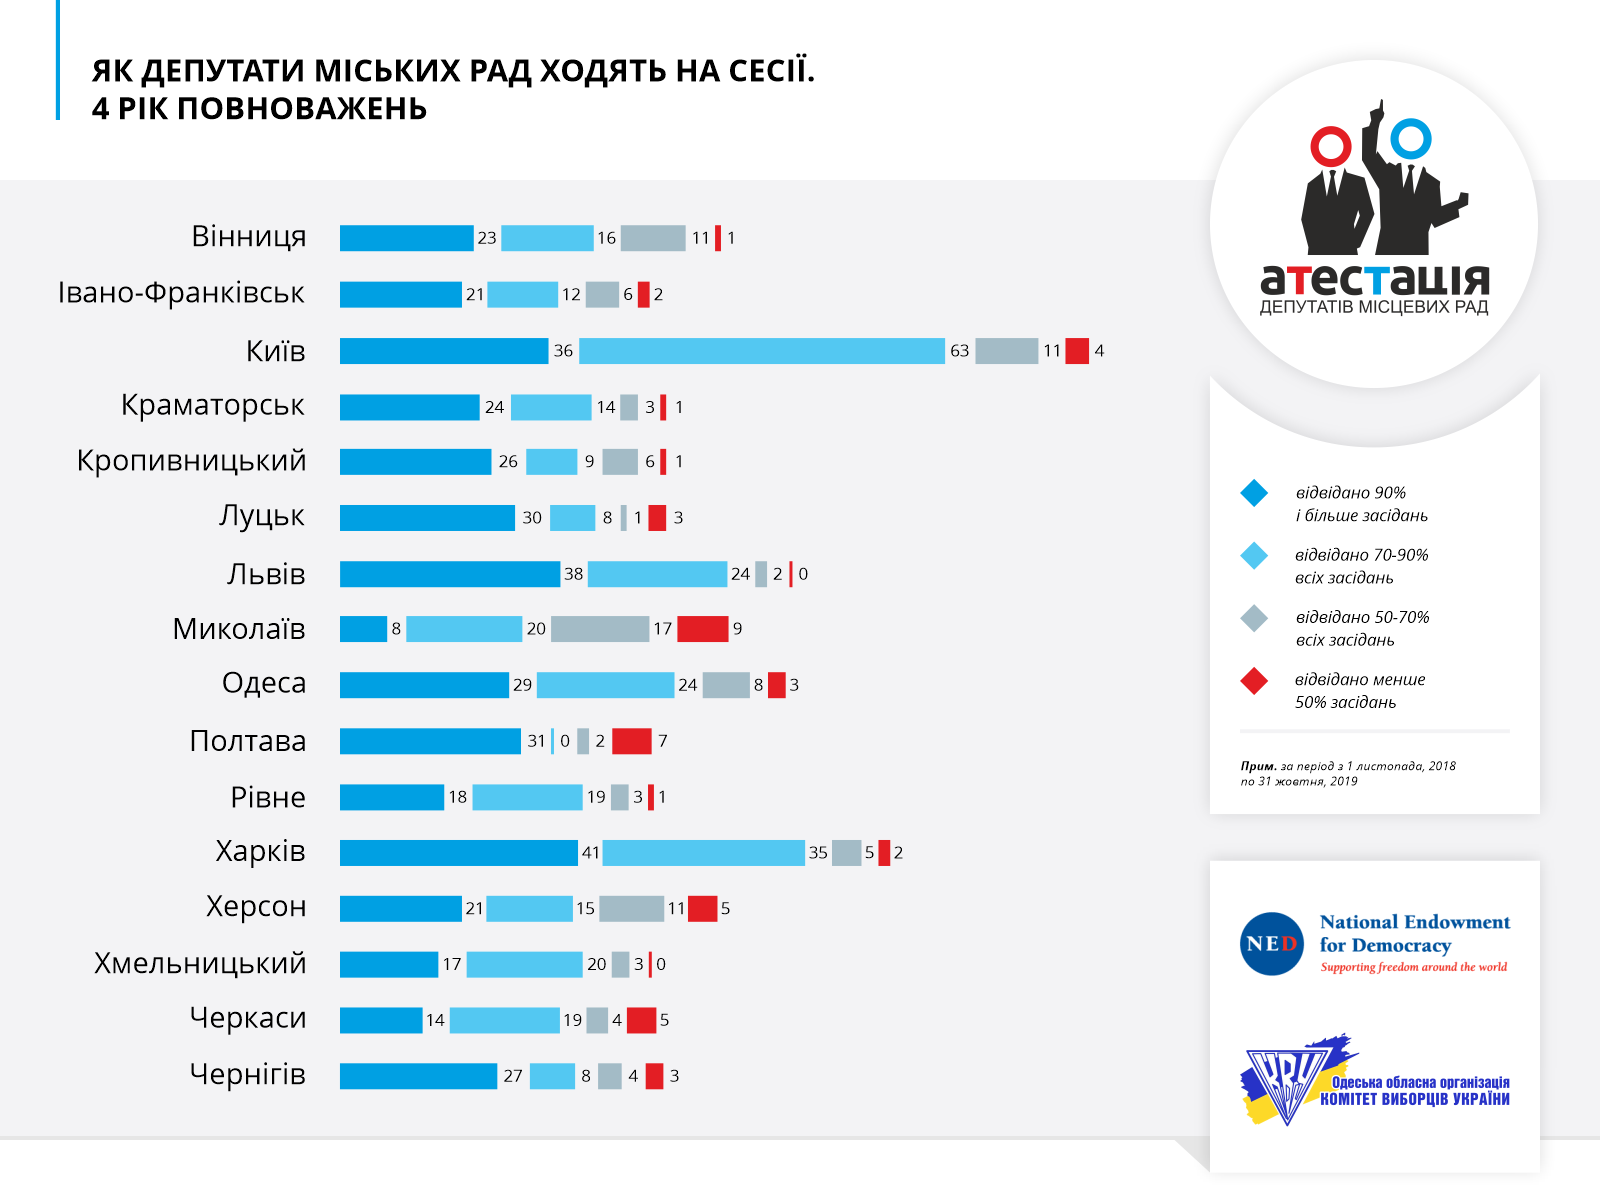 ЯК ДЕПУТАТИ МІСЬКИХ РАД ХОДЯТЬ НА СЕСІЇ.
4 РІК ПОВНОВАЖЕНЬ
Вінниця 23 16 11 1
Івано-Франківськ 21 12 6 2
Київ 36 63 11 4
Краматорськ 24 14 3 1
Кропивницький 26 9 6 1
Луцьк 30 8 1 3
Львів 38 24 2 0
Миколаїв 8 20 17 9
Одеса 29 24 8 3
Полтава 31 0 2 7
Рівне 18 19 3 1
Харків 41 35 5 2
Херсон 21 15 11 5
Хмельницький 17 20 3 0
Черкаси 14 19 4 5
Чернігів 27 8 4 3
атестація
ДЕПУТАТІВ МІСЦЕВИХ РАД
відвідано 90%
і більше засідань
відвідано 70-90%
всіх засідань
відвідано 50-70%
всіх засідань
відвідано менше
50% засідань
Прим. за період з 1 листопада, 2018
по 31 жовтня, 2019
NED
National Endowment
for Democracy
Supporting freedom around the world
КВУ
Одеська обласна організація
КОМІТЕТ ВИБОРЦІВ УКРАЇНИ